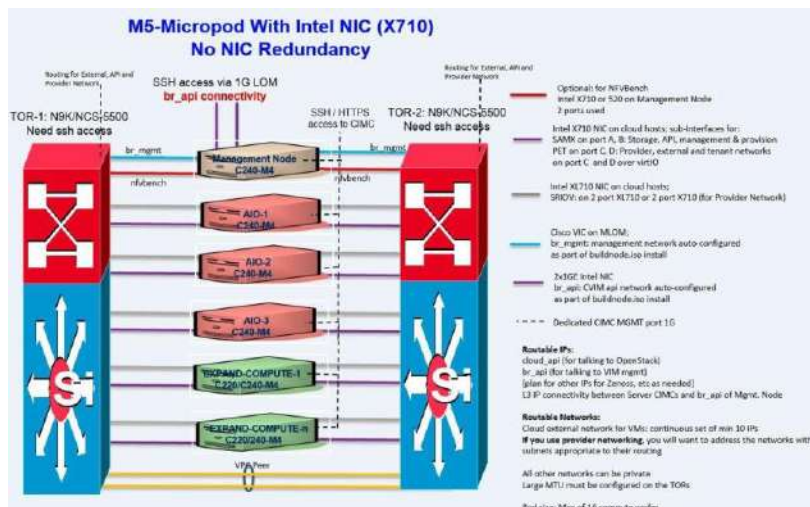 M5-Micropod With Intel NIC (X710)
No NIC Redundancy
Routing for External, API and
Provider Network
SSH access via 1G LOM
br_api connectivity
SSH / HTTPS
access to CIMC
Routing for External, API and
Provider Network
TOR-1: N9K/NCS-5500
Need ssh access
TOR-2: N9K/NCS-5500
Need ssh access
br_mgmt
Management Node
C240-M4
br_mgmt
nfvbench
nfvbench
AIO-1
C240-M4
AIO-2
C240-M4
AIO-3
C240-M4
EXPAND-COMPUTE-1
C220/C240-M4
EXPAND-COMPUTE-n
C220/240-M4
Si
Si
VPC Peer
Optional: for NFVBench
Intel X710 or 520 on Management Node
2 ports used
Intel X710 NIC on cloud hosts; sub-interfaces for:
SAMX on port A, B: Storage, API, management & provision
PET on port C, D: Provider, external and tenant networks
on port C and D over virtIO
Intel XL710 NIC on cloud hosts;
SRIOV: on 2 port XL710 or 2 port X710 (for Provider Network)
Cisco VIC on MLOM;
br_mgmt: management network auto-configured
as part of buildnode.iso install
2x1GE Intel NIC
br_api: CVIM api network auto-configured
as part of buildnode.iso install
Dedicated CIMC MGMT port 1G
Routable IPs:
cloud_api (for talking to OpenStack)
br_api (for talking to VIM mgmt)
(plan for other IPs for Zenoss, etc as needed)
L3 IP connectivity between Server CIMCs and br_api of Mgmt. Node
Routable Networks:
Cloud external network for VMs: continuous set of min 10 IPs
If you use provider networking, you will want to address the networks with
subnets appropriate to their routing
All other networks can be private
Large MTU must be configured on the TORs